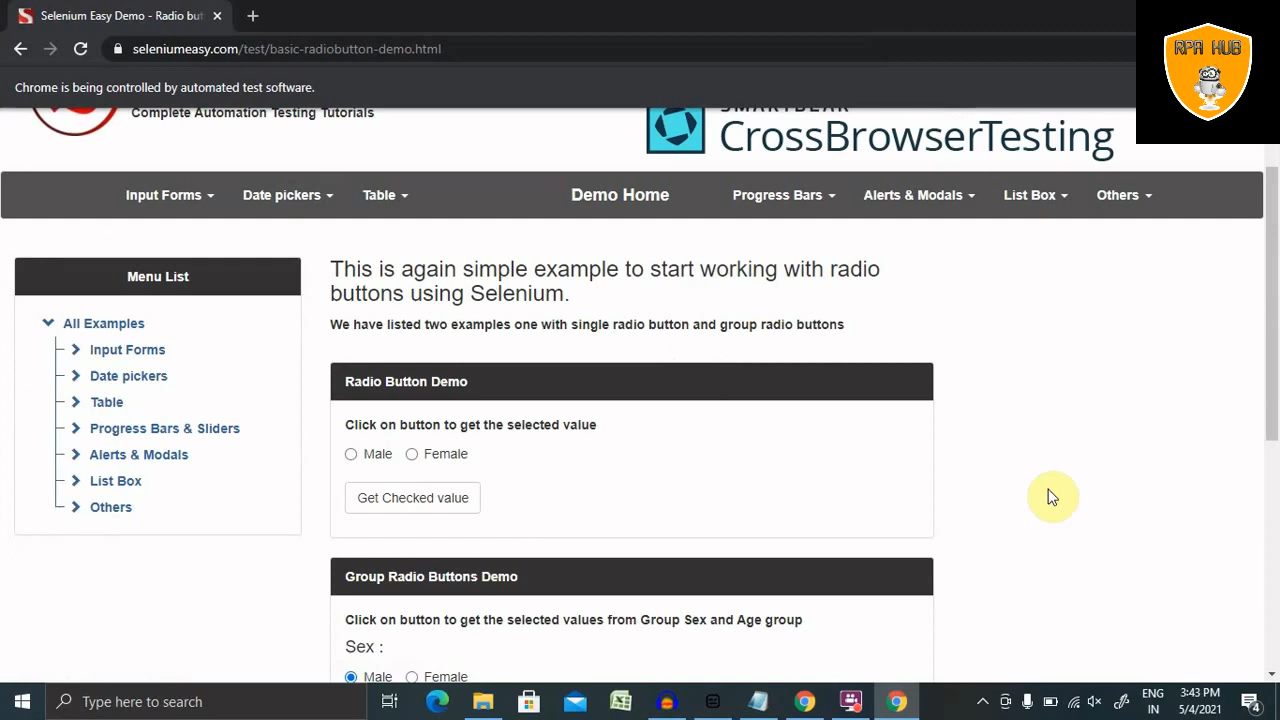 Selenium Easy Demo - Radio but
seleniumeasy.com/test/basic-radiobutton-demo.html
RPA HUB
Chrome is being controlled by automated test software.
Complete Automation Testing Tutorials
SMARTBEAR
CrossBrowserTesting
Input Forms
Date pickers
Table
Demo Home
Progress Bars
Alerts & Modals
List Box
Others
Menu List
All Examples
Input Forms
Date pickers
Table
Progress Bars & Sliders
Alerts & Modals
List Box
Others
This is again simple example to start working with radio
buttons using Selenium.
We have listed two examples one with single radio button and group radio buttons
Radio Button Demo
Click on button to get the selected value
Male Female
Get Checked value
Group Radio Buttons Demo
Click on button to get the selected values from Group Sex and Age group
Sex :
Male Female
Type here to search
ENG
IN
3:43 PM
5/4/2021
4